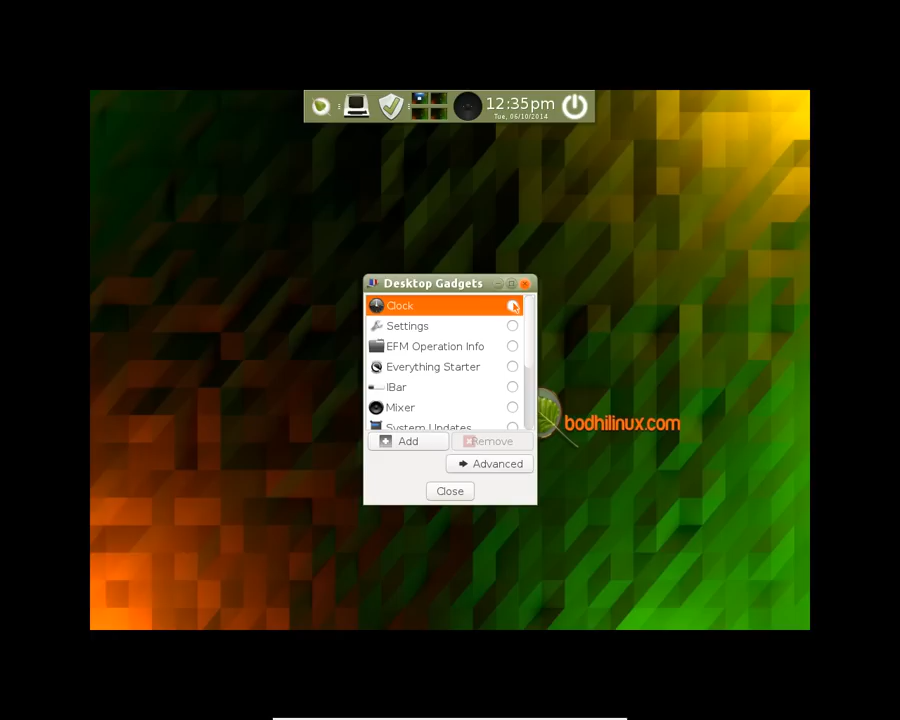 12:35pm
Tue, 06/10/2014
Desktop Gadgets
Clock
Settings
EFM Operation Info
Everything Starter
IBar
Mixer
System Updates
Add
Remove
Advanced
Close
bodhilinux.com